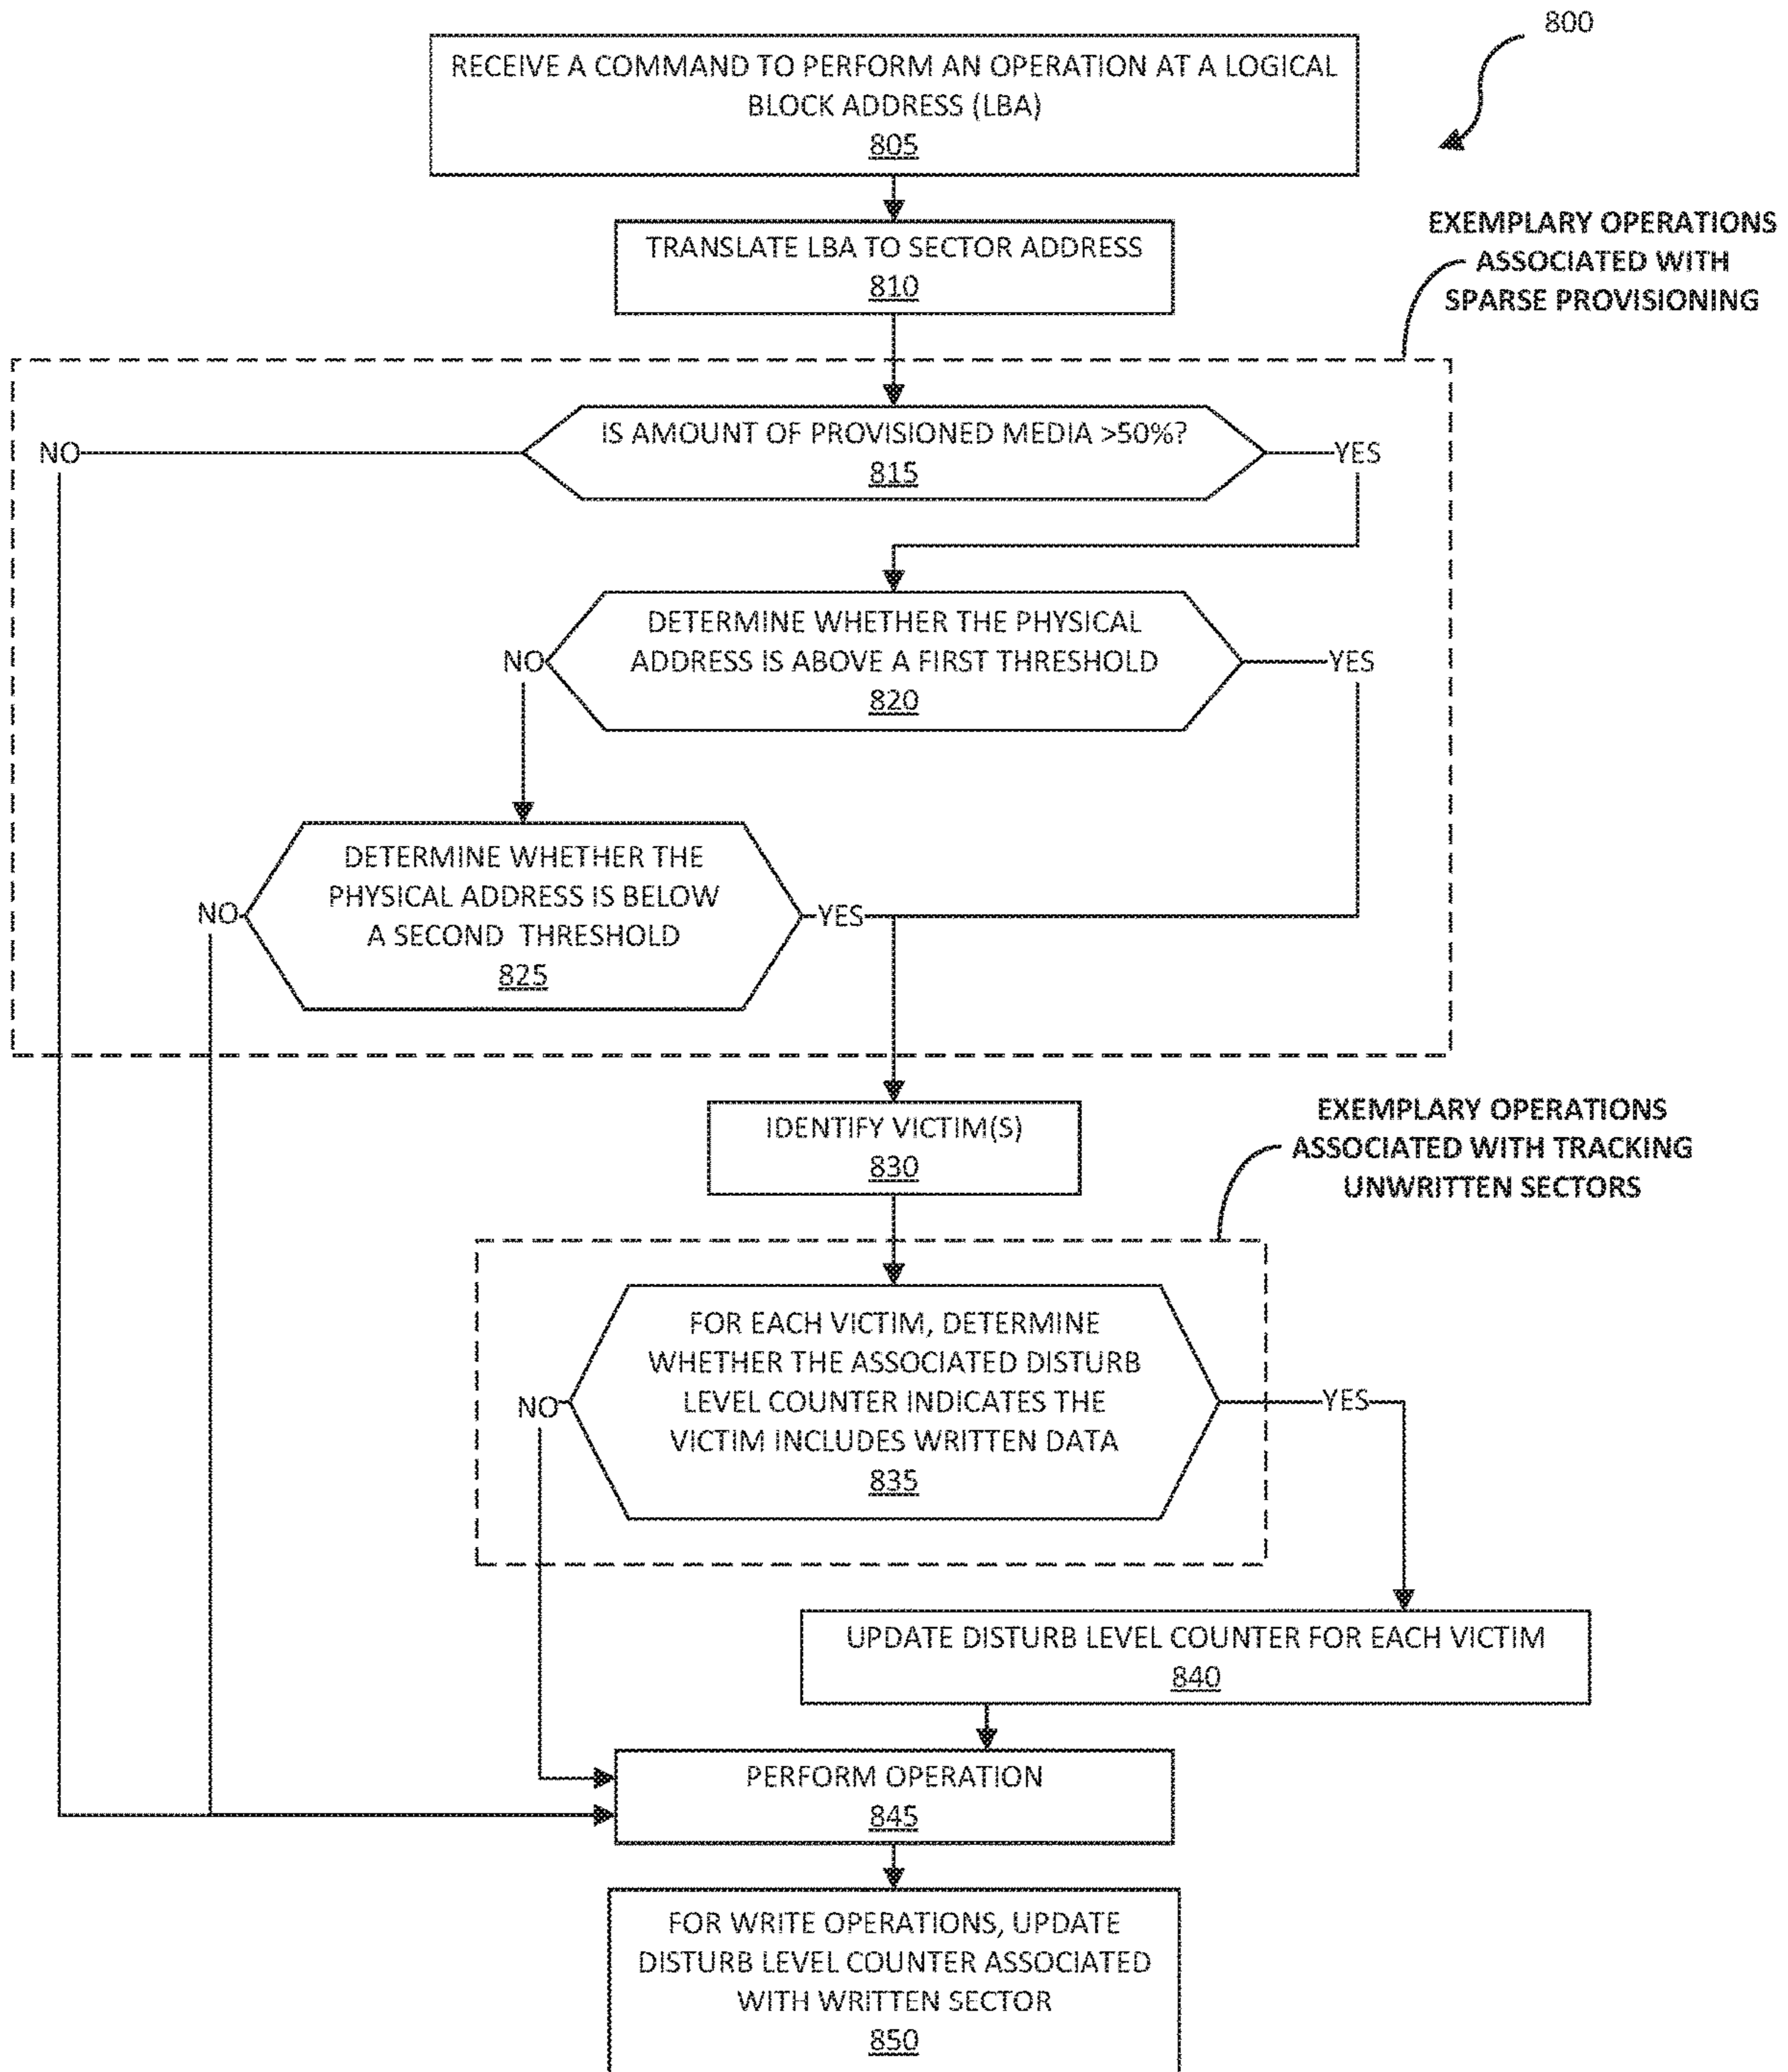 800
RECEIVE A COMMAND TO PERFORM AN OPERATION AT A LOGICAL
BLOCK ADDRESS (LBA)
805
TRANSLATE LBA TO SECTOR ADDRESS
810
EXEMPLARY OPERATIONS
ASSOCIATED WITH
SPARSE PROVISIONING
IS AMOUNT OF PROVISIONED MEDIA >50%?
815
NO
YES
DETERMINE WHETHER THE PHYSICAL
ADDRESS IS ABOVE A FIRST THRESHOLD
820
NO
YES
DETERMINE WHETHER THE
PHYSICAL ADDRESS IS BELOW
A SECOND THRESHOLD
825
NO
YES
IDENTIFY VICTIM(S)
830
EXEMPLARY OPERATIONS
ASSOCIATED WITH TRACKING
UNWRITTEN SECTORS
FOR EACH VICTIM, DETERMINE
WHETHER THE ASSOCIATED DISTURB
LEVEL COUNTER INDICATES THE
VICTIM INCLUDES WRITTEN DATA
835
NO
YES
UPDATE DISTURB LEVEL COUNTER FOR EACH VICTIM
840
PERFORM OPERATION
845
FOR WRITE OPERATIONS, UPDATE
DISTURB LEVEL COUNTER ASSOCIATED
WITH WRITTEN SECTOR
850